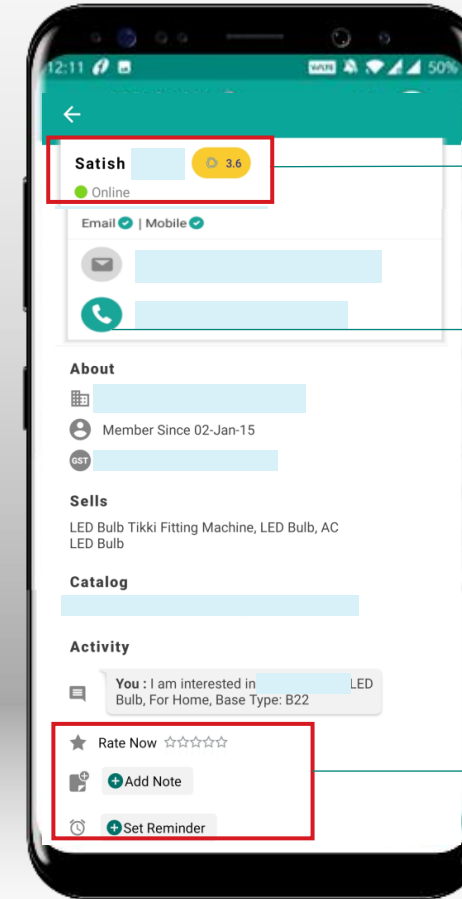 12:11
VoLTE
50%
Satish
3.6
Online
Email | Mobile
About
Member Since 02-Jan-15
GST
Sells
LED Bulb Tikki Fitting Machine, LED Bulb, AC
LED Bulb
Catalog
Activity
You : I am interested in LED
Bulb, For Home, Base Type: B22
Rate Now
Add Note
Set Reminder